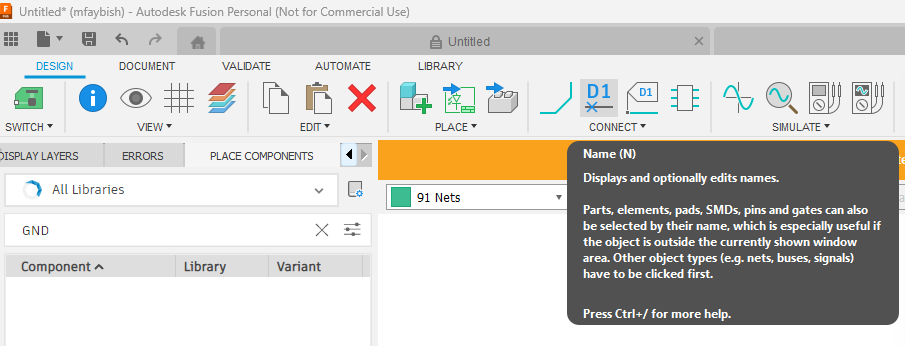 Untitled* (mfaybish) - Autodesk Fusion Personal (Not for Commercial Use)
Untitled
DESIGN DOCUMENT VALIDATE AUTOMATE LIBRARY
D1 D1
SWITCH VIEW EDIT PLACE CONNECT SIMULATE
DISPLAY LAYERS ERRORS PLACE COMPONENTS
All Libraries
91 Nets
GND
Component Library Variant
Name (N)
Displays and optionally edits names.
Parts, elements, pads, SMDs, pins and gates can also
be selected by their name, which is especially useful if
the object is outside the currently shown window
area. Other object types (e.g. nets, buses, signals)
have to be clicked first.
Press Ctrl+/ for more help.